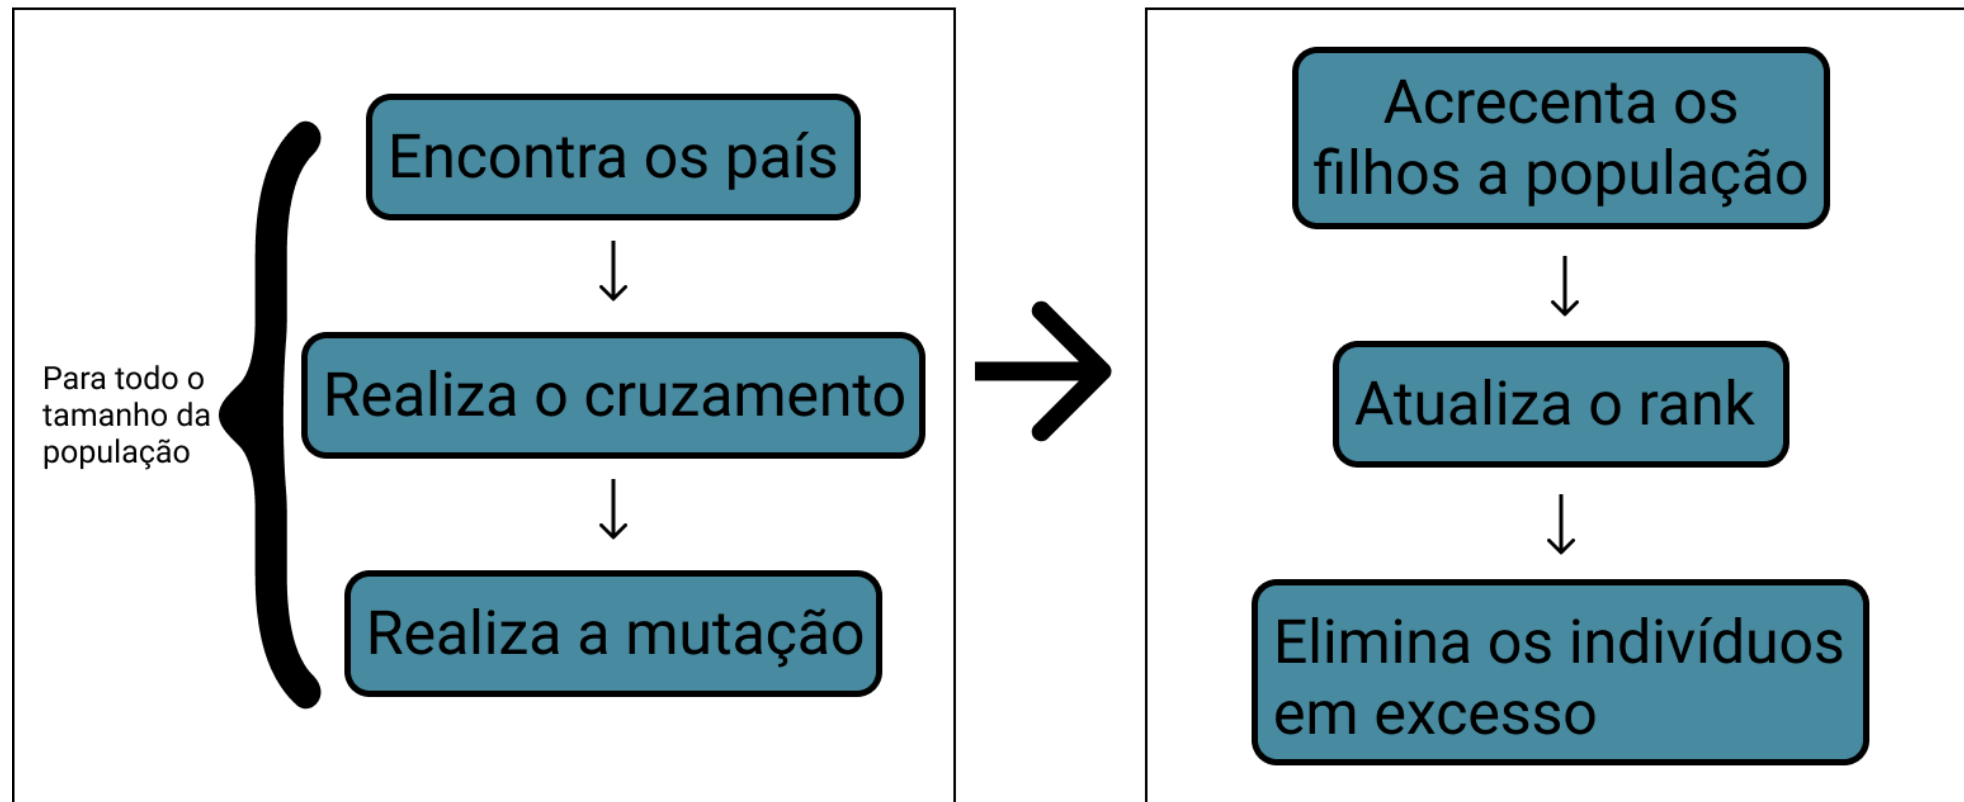 Para todo o
tamanho da
população
Encontra os país
Realiza o cruzamento
Realiza a mutação
Acrecenta os
filhos a população
Atualiza o rank
Elimina os indivíduos
em excesso